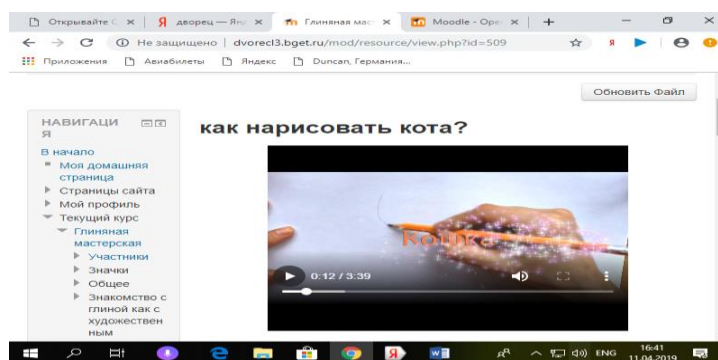 Открывайте С
дворец — Янд
Глиняная мас
Moodle - Ope
Не защищено | dvorecl3.bget.ru/mod/resource/view.php?id=509
Приложения Авиабилеты Яндекс Duncan, Германия...
Обновить Файл
НАВИГАЦИ
Я
В начало
Моя домашняя
страница
Страницы сайта
Мой профиль
Текущий курс
Глиняная
мастерская
Участники
Значки
Общее
Знакомство с
глиной как с
художествен
ным
как нарисовать кота?
Кошка
0:12 / 3:39
ENG
16:41
11.04.2019